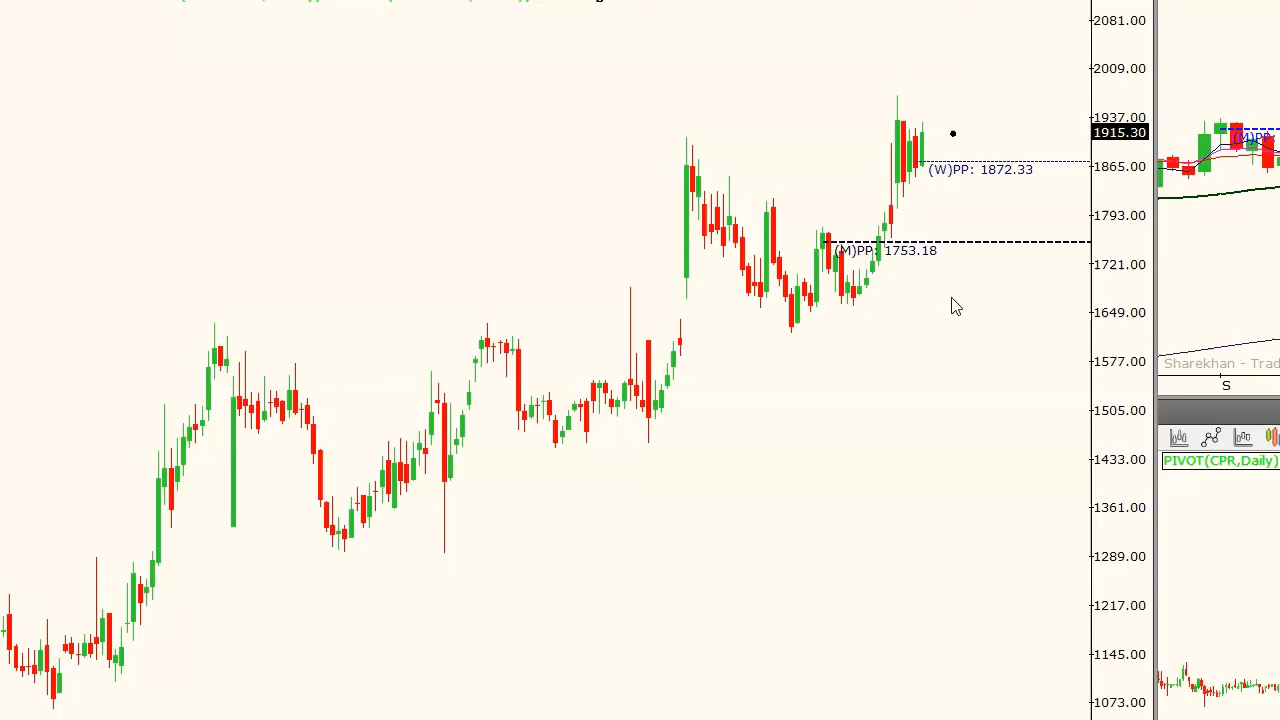 2081.00
2009.00
1937.00
1915.30
1865.00
1793.00
1721.00
1649.00
1577.00
1505.00
1433.00
1361.00
1289.00
1217.00
1145.00
1073.00
(W)PP: 1872.33
(M)PP: 1753.18
(M)PP:
Sharekhan - Trad
S
PIVOT(CPR,Daily)